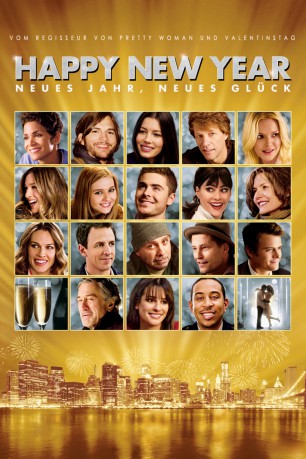 VOM REGISSEUR VON PRETTY WOMAN UND VALENTINSTAG
HAPPY NEW YEAR
NEUES JAHR, NEUES GLÜCK